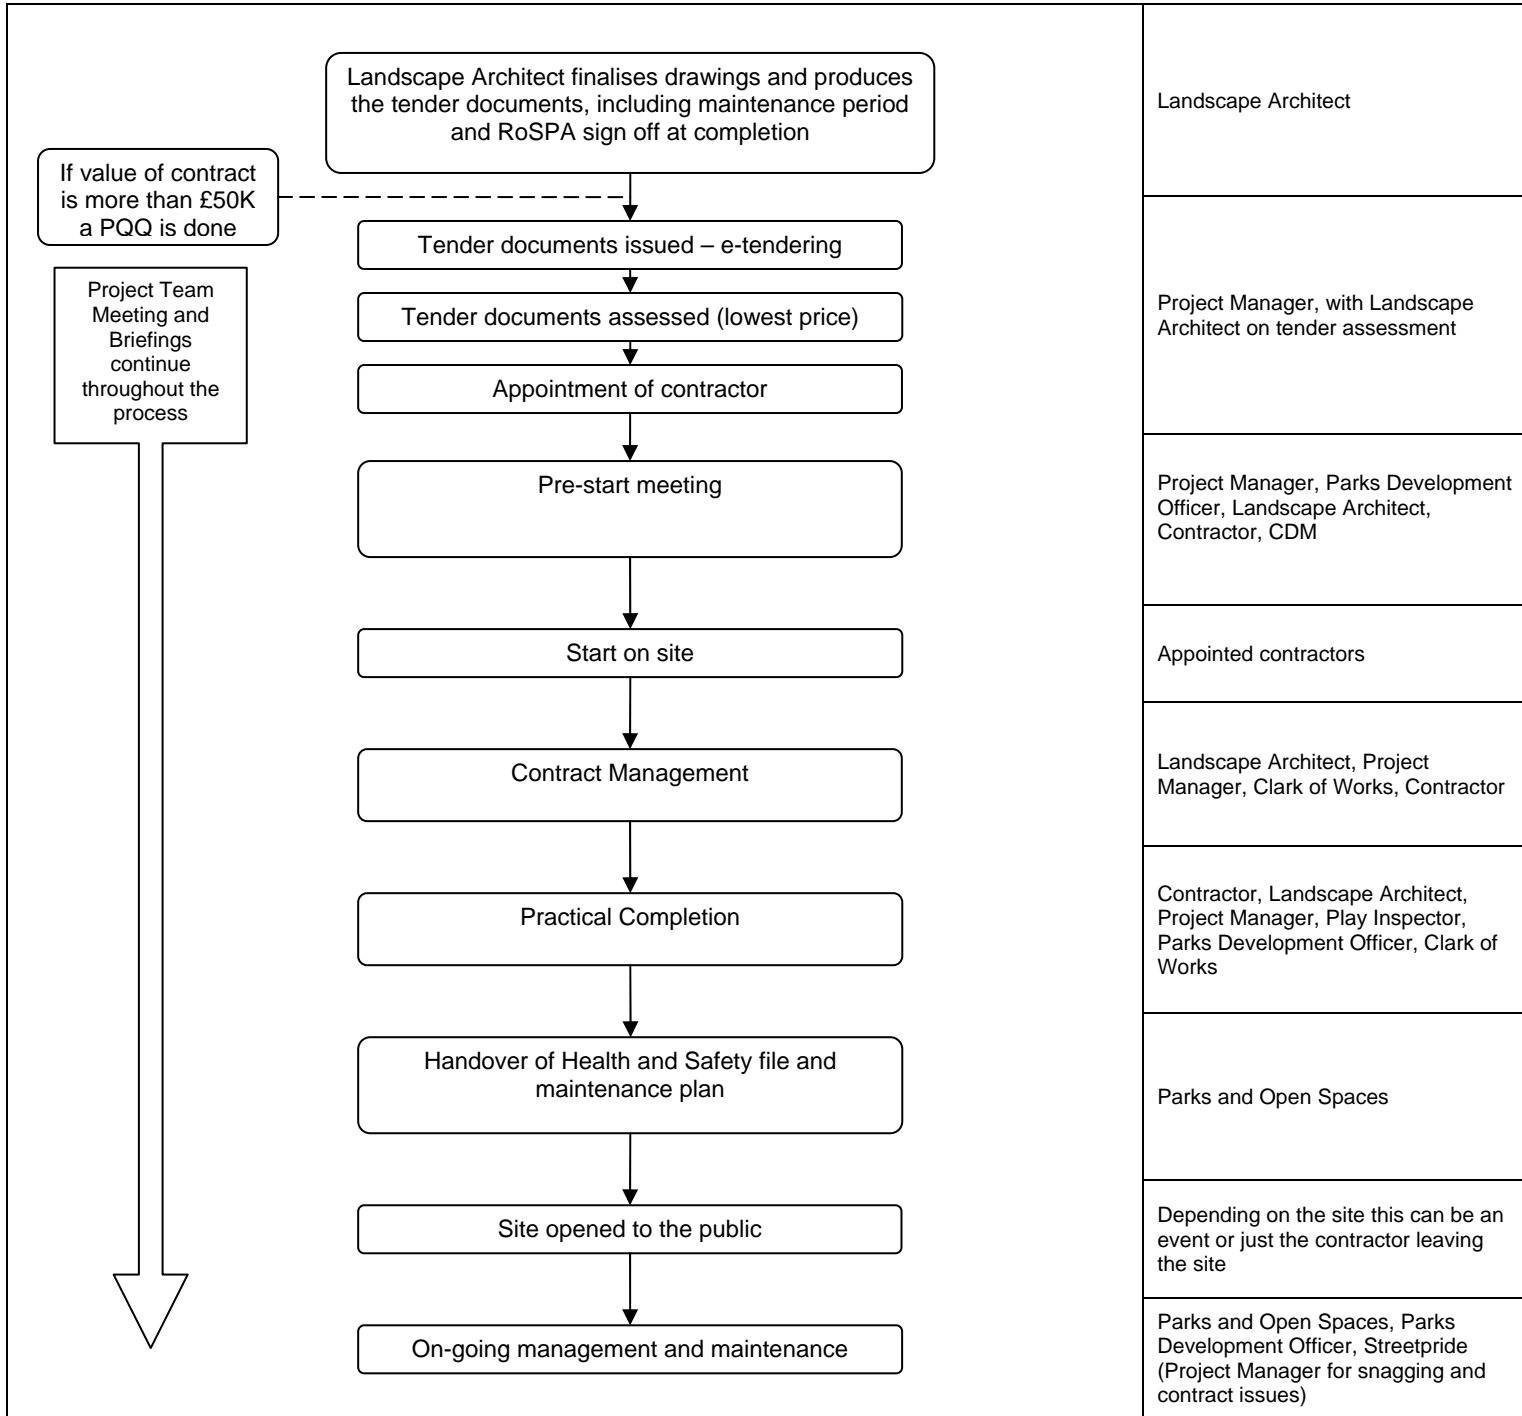 Landscape Architect finalises drawings and produces
the tender documents, including maintenance period
and RoSPA sign off at completion
Landscape Architect
If value of contract
is more than £50K
a PQQ is done
Tender documents issued – e-tendering
Project Team
Meeting and
Briefings
continue
throughout the
process
Tender documents assessed (lowest price)
Project Manager, with Landscape
Architect on tender assessment
Appointment of contractor
Pre-start meeting
Project Manager, Parks Development
Officer, Landscape Architect,
Contractor, CDM
Start on site
Appointed contractors
Contract Management
Landscape Architect, Project
Manager, Clark of Works, Contractor
Practical Completion
Contractor, Landscape Architect,
Project Manager, Play Inspector,
Parks Development Officer, Clark of
Works
Handover of Health and Safety file and
maintenance plan
Parks and Open Spaces
Site opened to the public
Depending on the site this can be an
event or just the contractor leaving
the site
On-going management and maintenance
Parks and Open Spaces, Parks
Development Officer, Streetpride
(Project Manager for snagging and
contract issues)